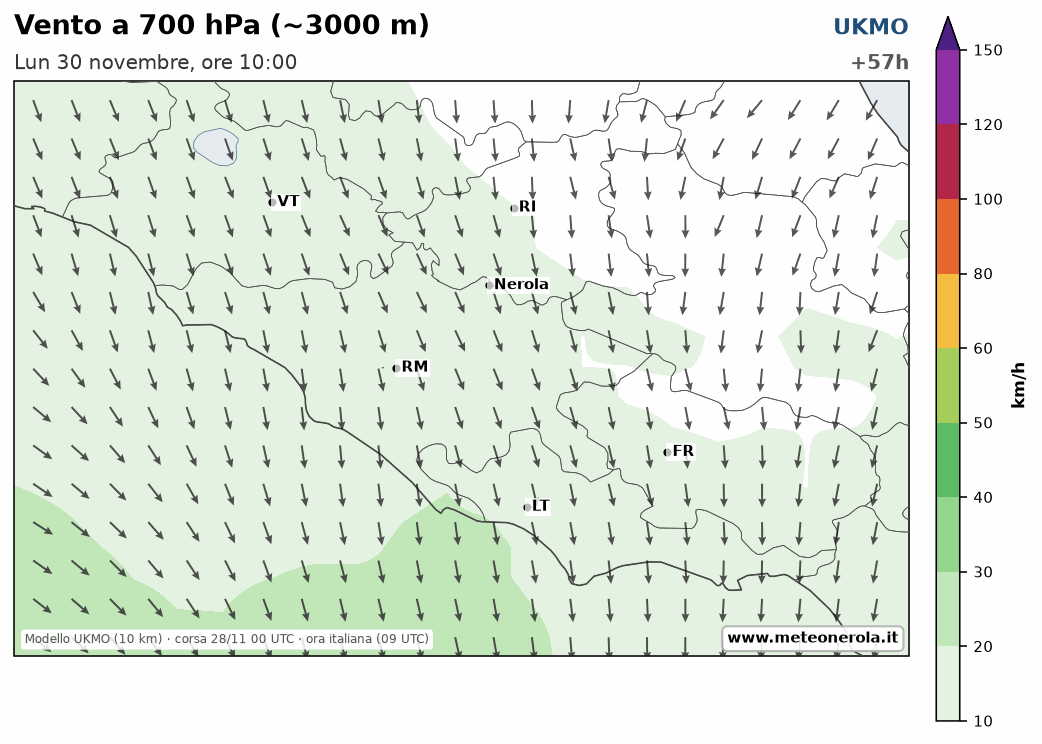 Vento a 700 hPa (~3000 m)
UKMO
Lun 30 novembre, ore 10:00
+57h
VT
RI
Nerola
RM
FR
LT
Modello UKMO (10 km) · corsa 28/11 00 UTC · ora italiana (09 UTC)
www.meteonerola.it
150
120
100
80
60
50
40
30
20
10
km/h